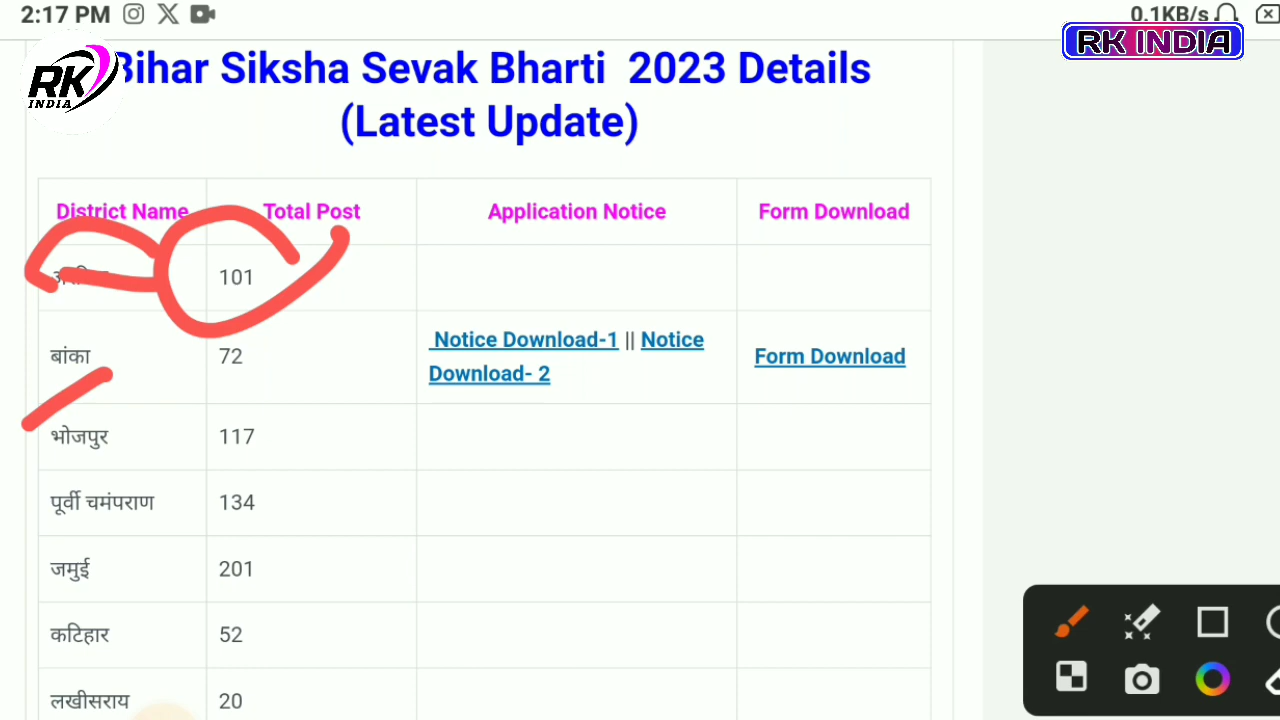 2:17 PM
0.1KB/s
RK INDIA
RK
INDIA
Bihar Siksha Sevak Bharti 2023 Details
(Latest Update)
District Name Total Post Application Notice Form Download
101
बांका 72 Notice Download-1 || Notice Download- 2 Form Download
भोजपुर 117
पूर्वी चमंपराण 134
जमुई 201
कटिहार 52
लखीसराय 20